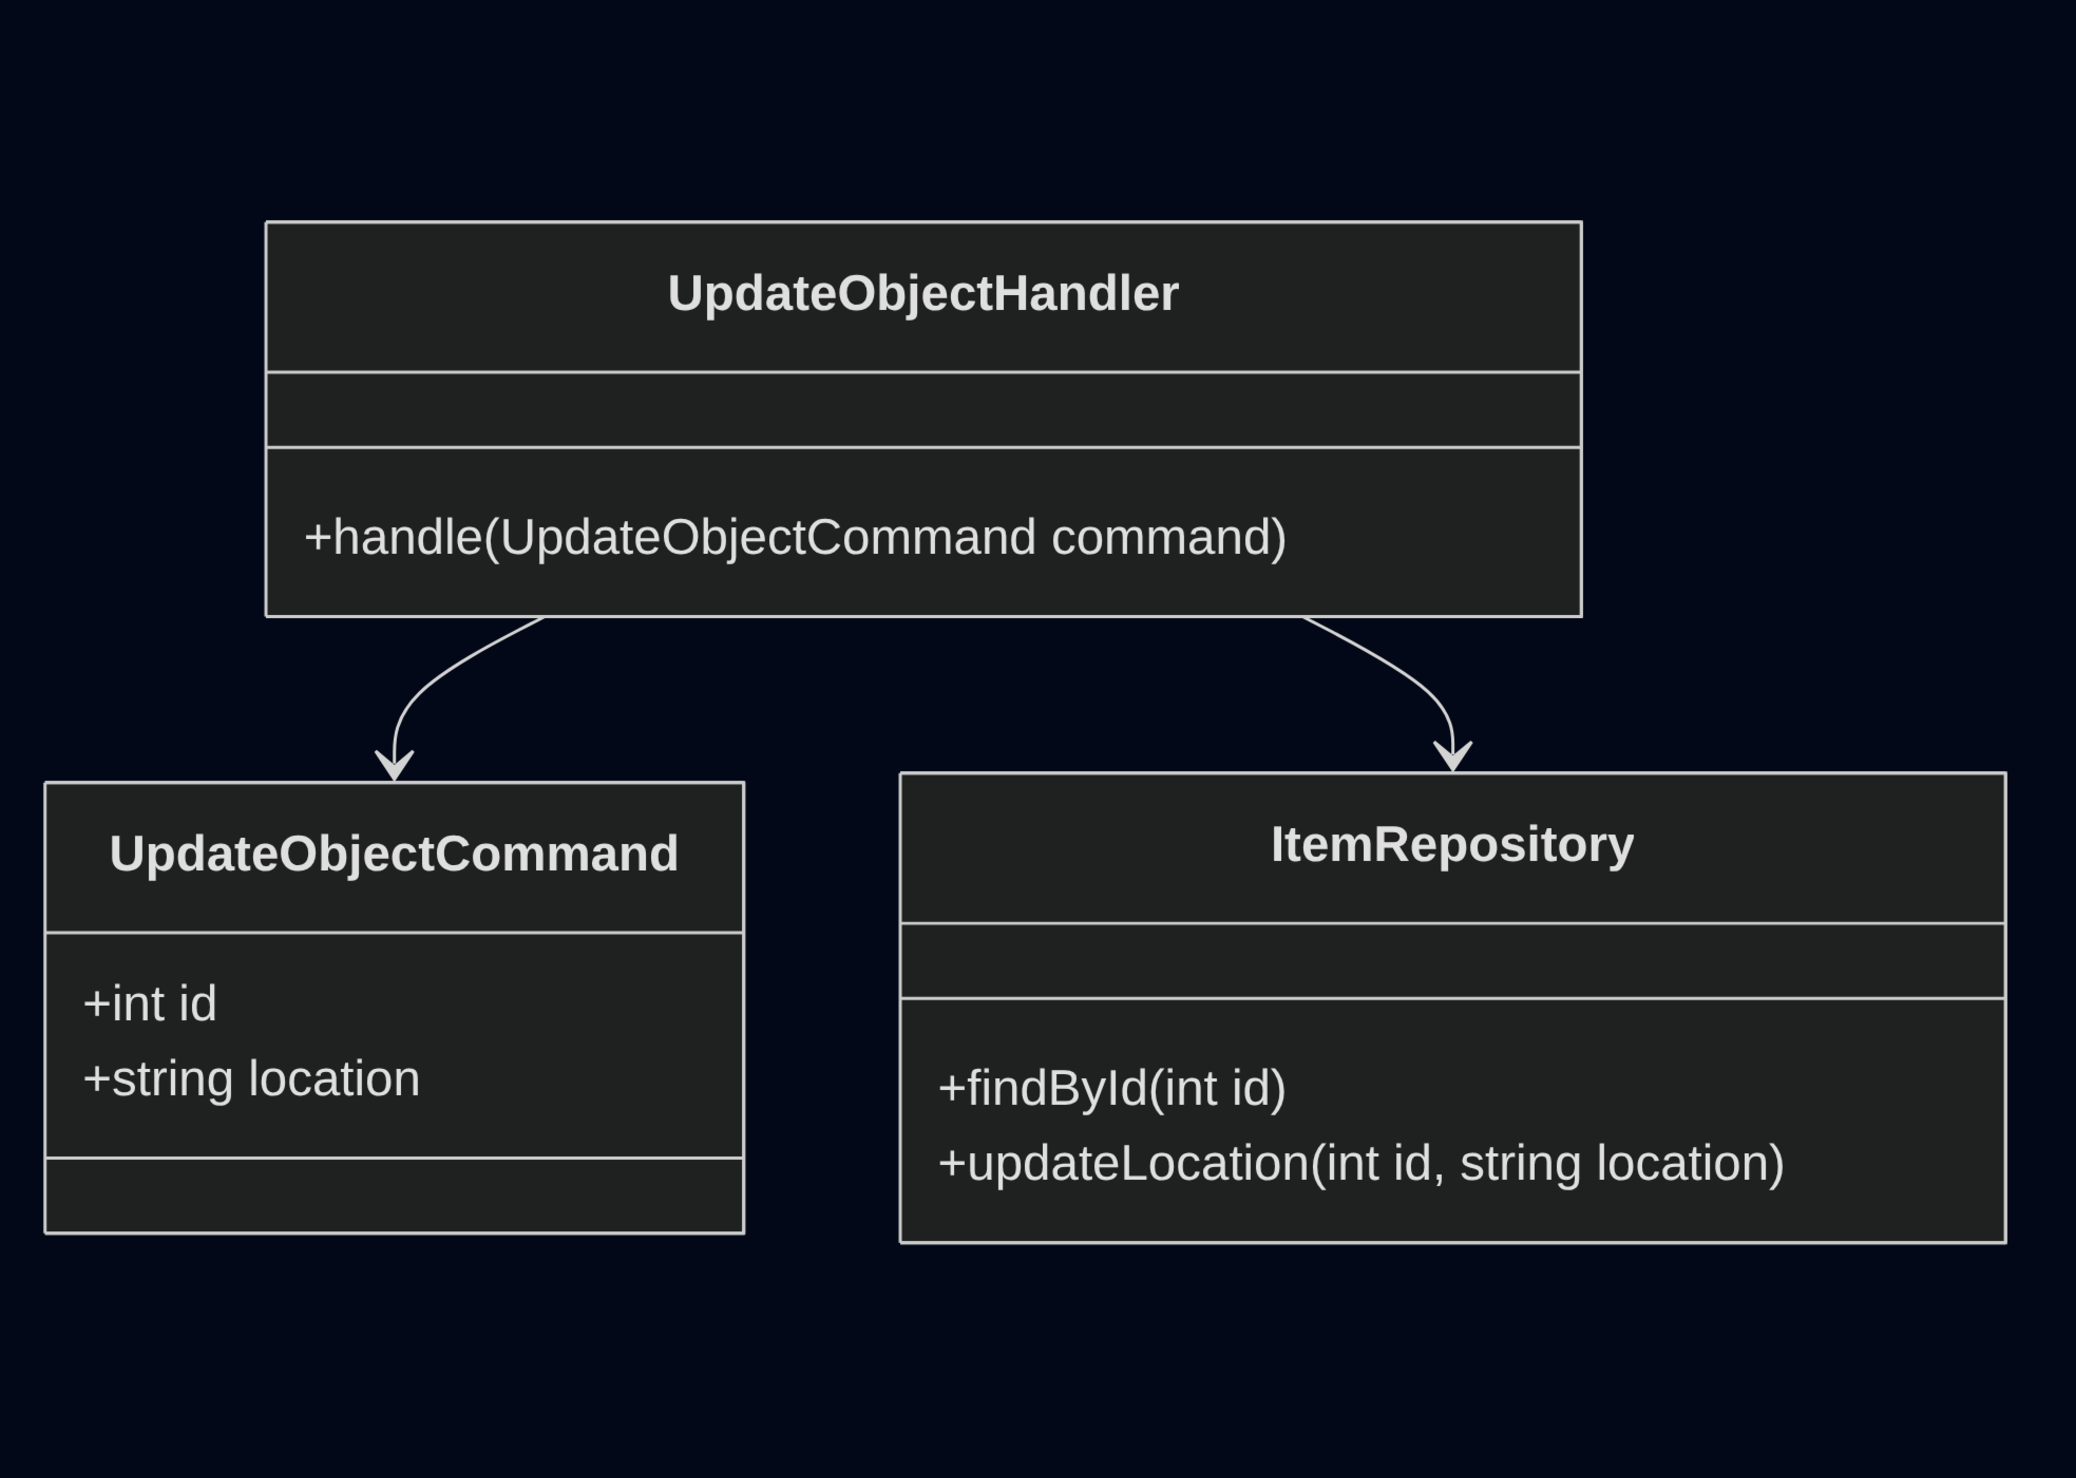 UpdateObjectHandler
+handle(UpdateObjectCommand command)
UpdateObjectCommand
+int id
+string location
ItemRepository
+findById(int id)
+updateLocation(int id, string location)